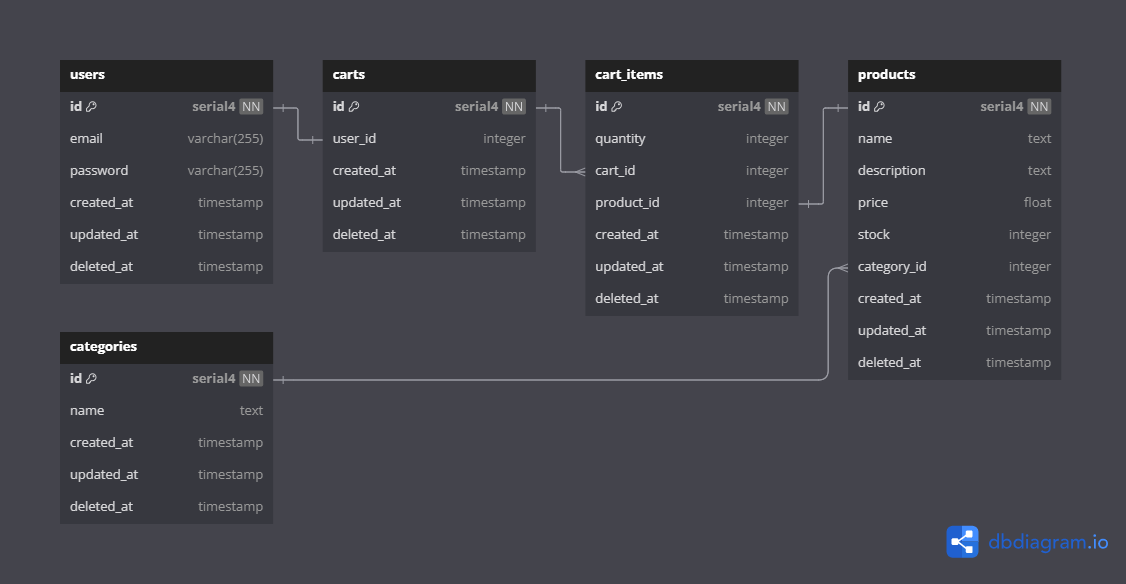 users
id serial4 NN
email varchar(255)
password varchar(255)
created_at timestamp
updated_at timestamp
deleted_at timestamp
carts
id serial4 NN
user_id integer
created_at timestamp
updated_at timestamp
deleted_at timestamp
cart_items
id serial4 NN
quantity integer
cart_id integer
product_id integer
created_at timestamp
updated_at timestamp
deleted_at timestamp
products
id serial4 NN
name text
description text
price float
stock integer
category_id integer
created_at timestamp
updated_at timestamp
deleted_at timestamp
categories
id serial4 NN
name text
created_at timestamp
updated_at timestamp
deleted_at timestamp
dbdiagram.io